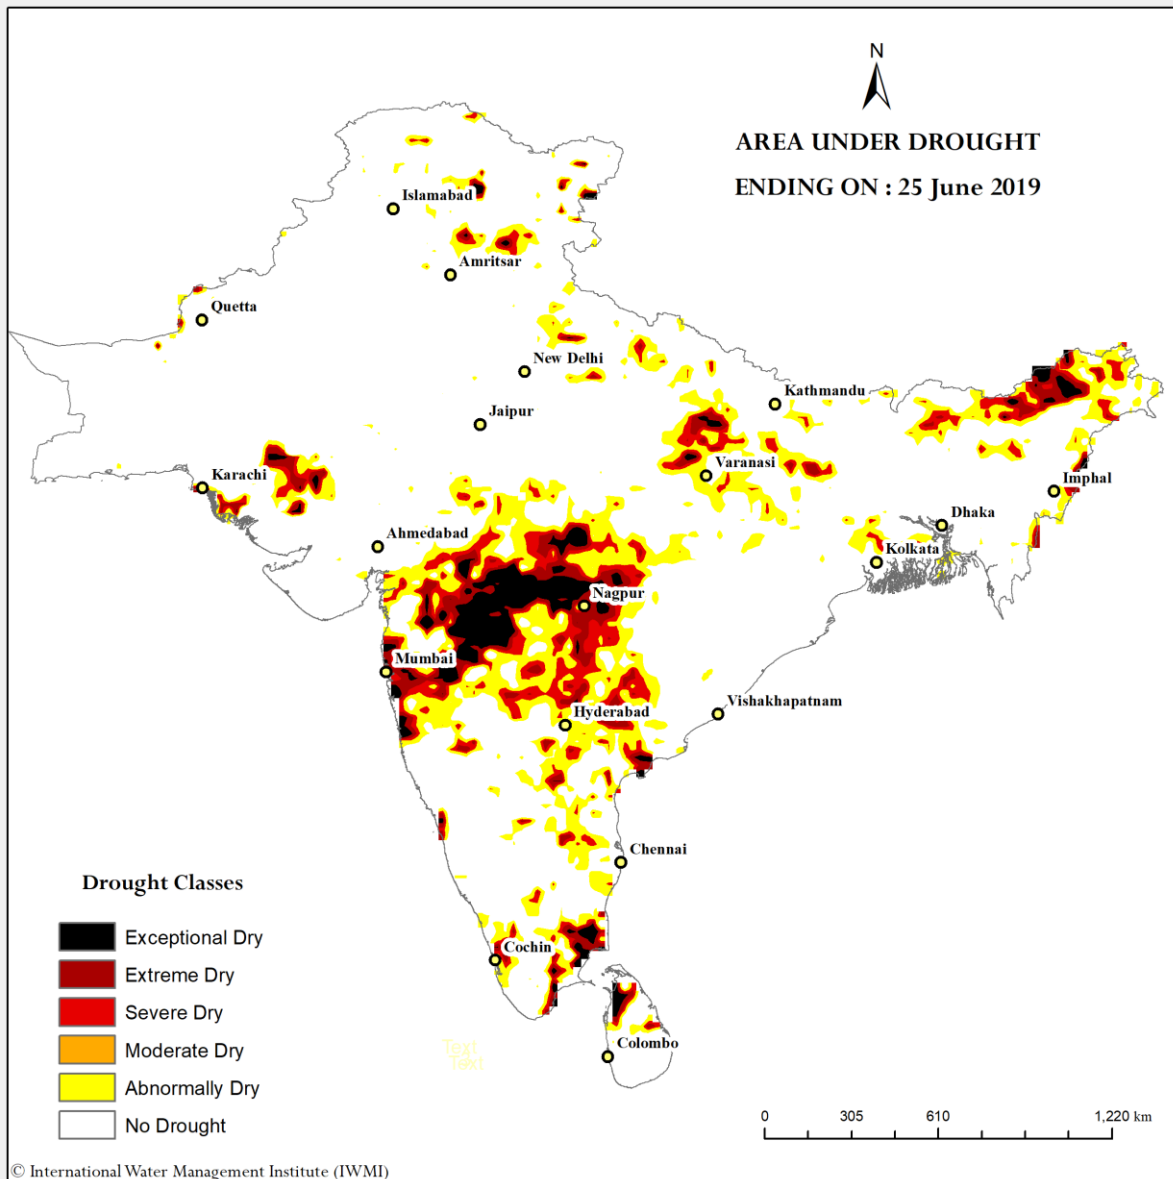 N
AREA UNDER DROUGHT
ENDING ON : 25 June 2019
Islamabad
Amritsar
Quetta
New Delhi
Kathmandu
Jaipur
Varanasi
Karachi
Imphal
Dhaka
Ahmedabad
Kolkata
Nagpur
Mumbai
Vishakhapatnam
Hyderabad
Chennai
Drought Classes
Exceptional Dry
Cochin
Extreme Dry
Severe Dry
Moderate Dry
Text
Text
Colombo
Abnormally Dry
No Drought
0 305 610 1,220 km
© International Water Management Institute (IWMI)